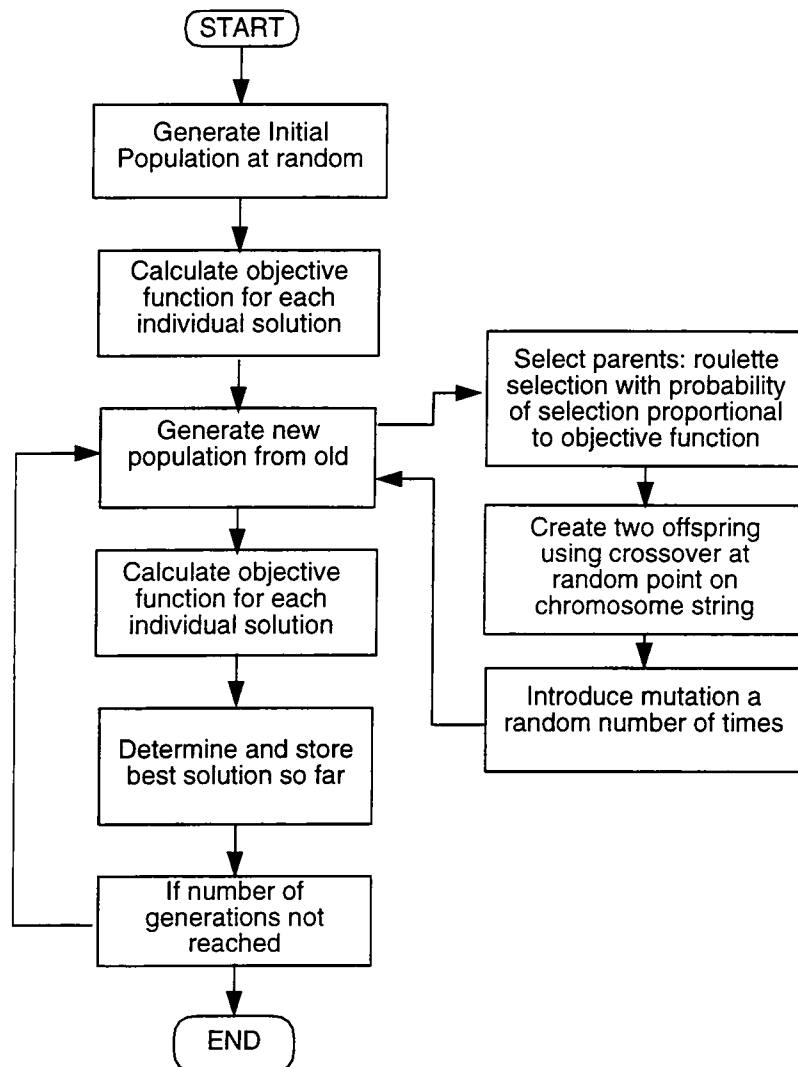 START
Generate Initial
Population at random
Calculate objective
function for each
individual solution
Generate new
population from old
Select parents: roulette
selection with probability
of selection proportional
to objective function
Create two offspring
using crossover at
random point on
chromosome string
Introduce mutation a
random number of times
Calculate objective
function for each
individual solution
Determine and store
best solution so far
If number of
generations not
reached
END